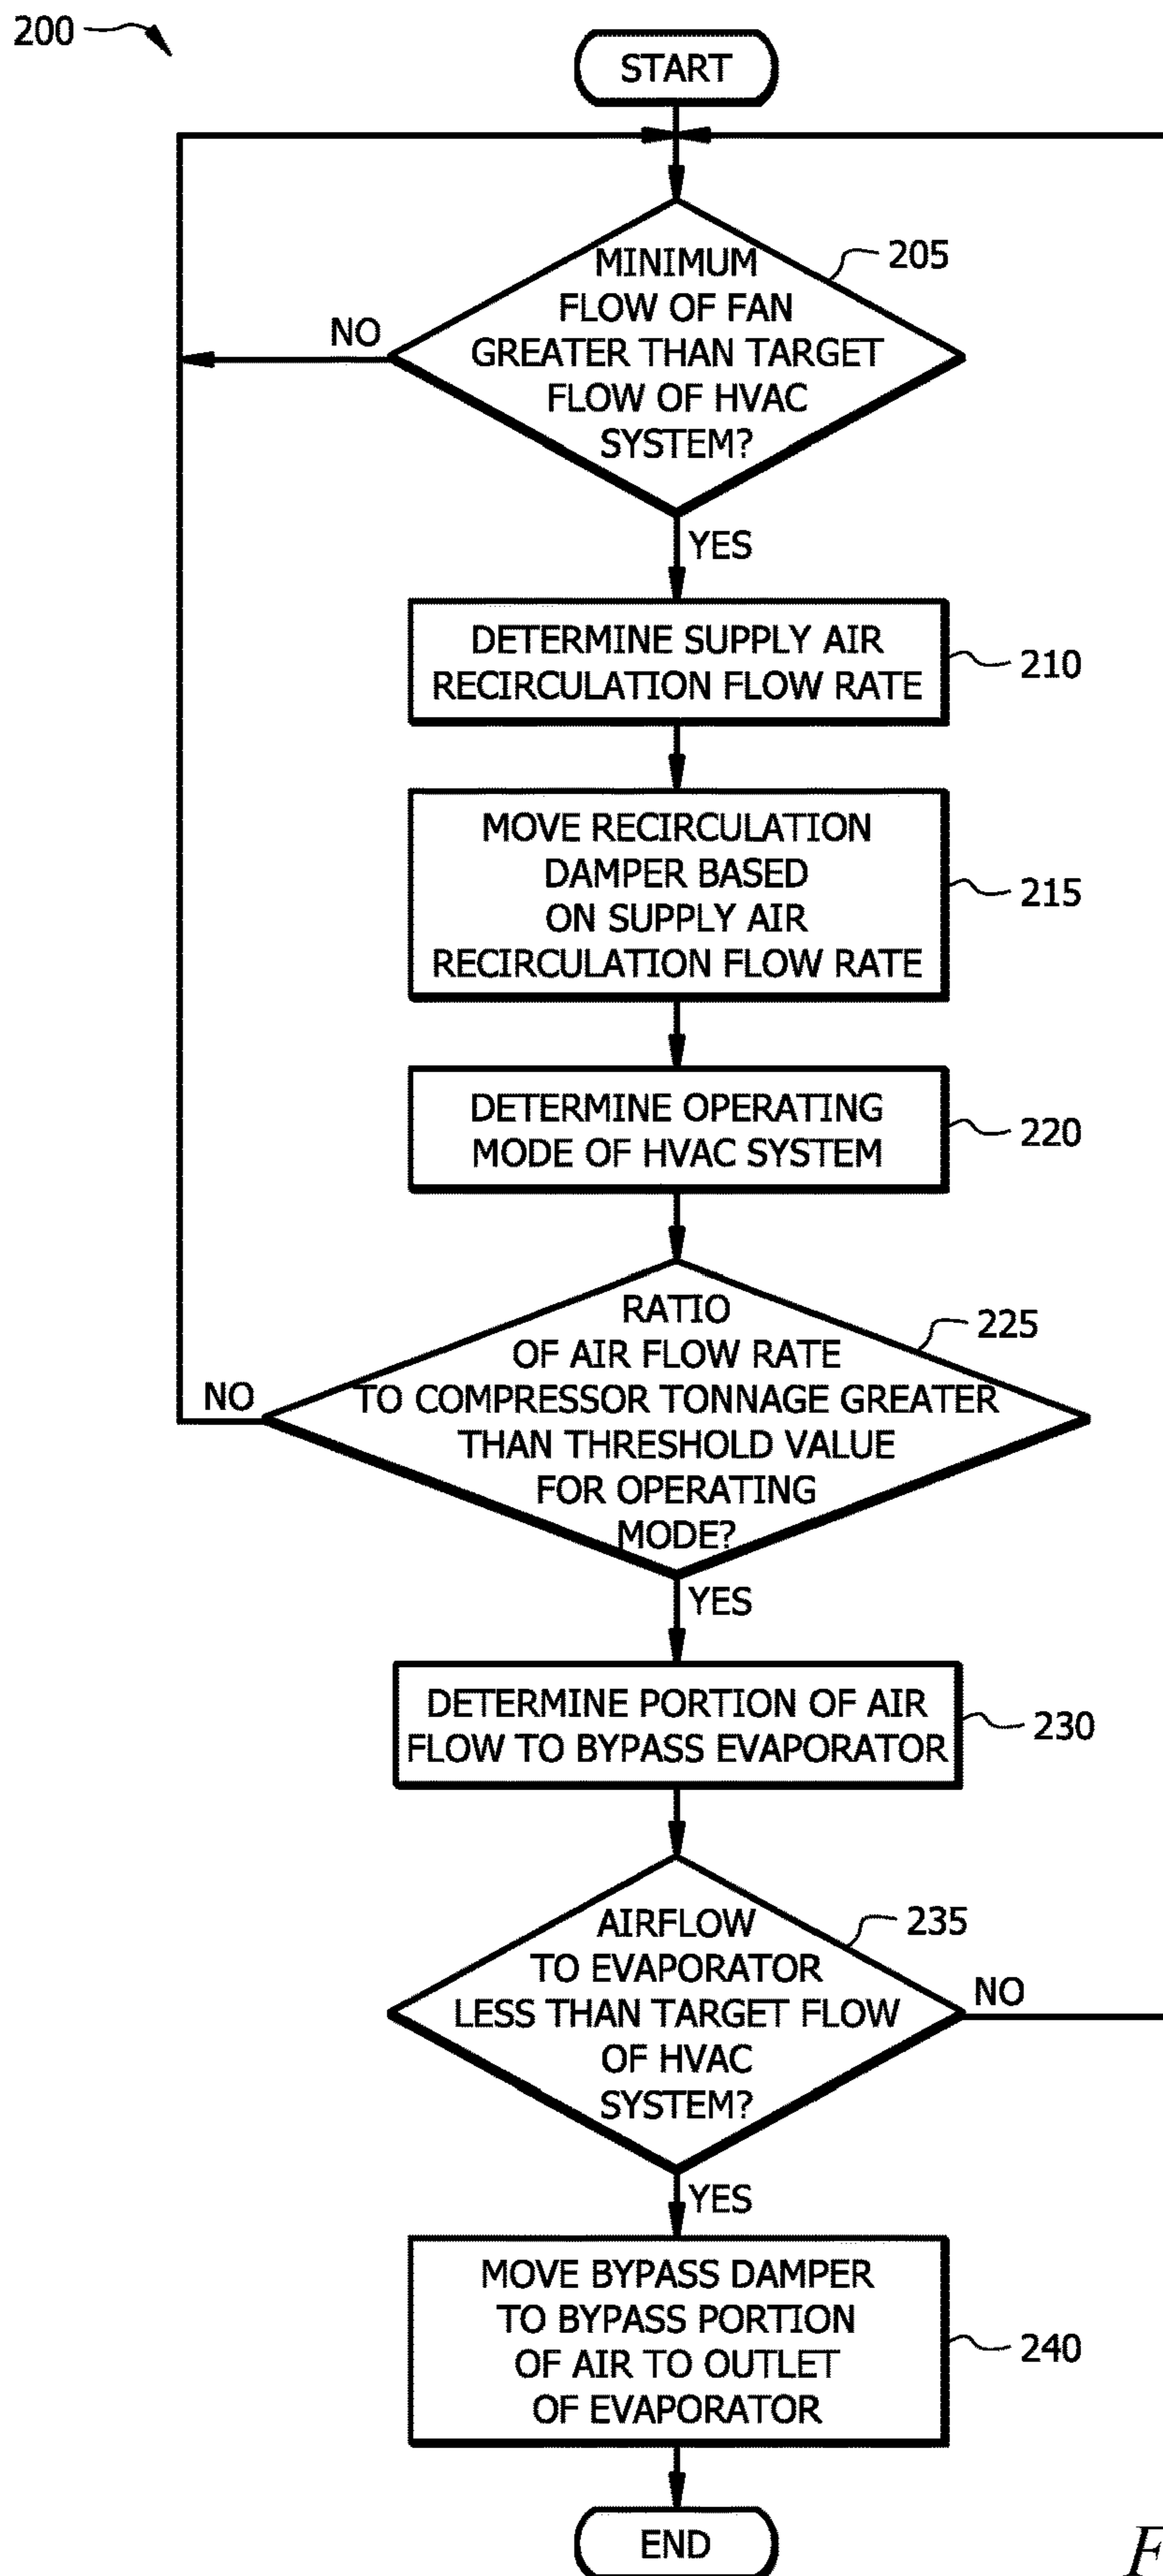 200
START
MINIMUM
FLOW OF FAN
GREATER THAN TARGET
FLOW OF HVAC
SYSTEM?
205
NO
YES
DETERMINE SUPPLY AIR
RECIRCULATION FLOW RATE
210
MOVE RECIRCULATION
DAMPER BASED
ON SUPPLY AIR
RECIRCULATION FLOW RATE
215
DETERMINE OPERATING
MODE OF HVAC SYSTEM
220
RATIO
OF AIR FLOW RATE
TO COMPRESSOR TONNAGE GREATER
THAN THRESHOLD VALUE
FOR OPERATING
MODE?
225
NO
YES
DETERMINE PORTION OF AIR
FLOW TO BYPASS EVAPORATOR
230
AIRFLOW
TO EVAPORATOR
LESS THAN TARGET FLOW
OF HVAC
SYSTEM?
235
NO
YES
MOVE BYPASS DAMPER
TO BYPASS PORTION
OF AIR TO OUTLET
OF EVAPORATOR
240
END
F